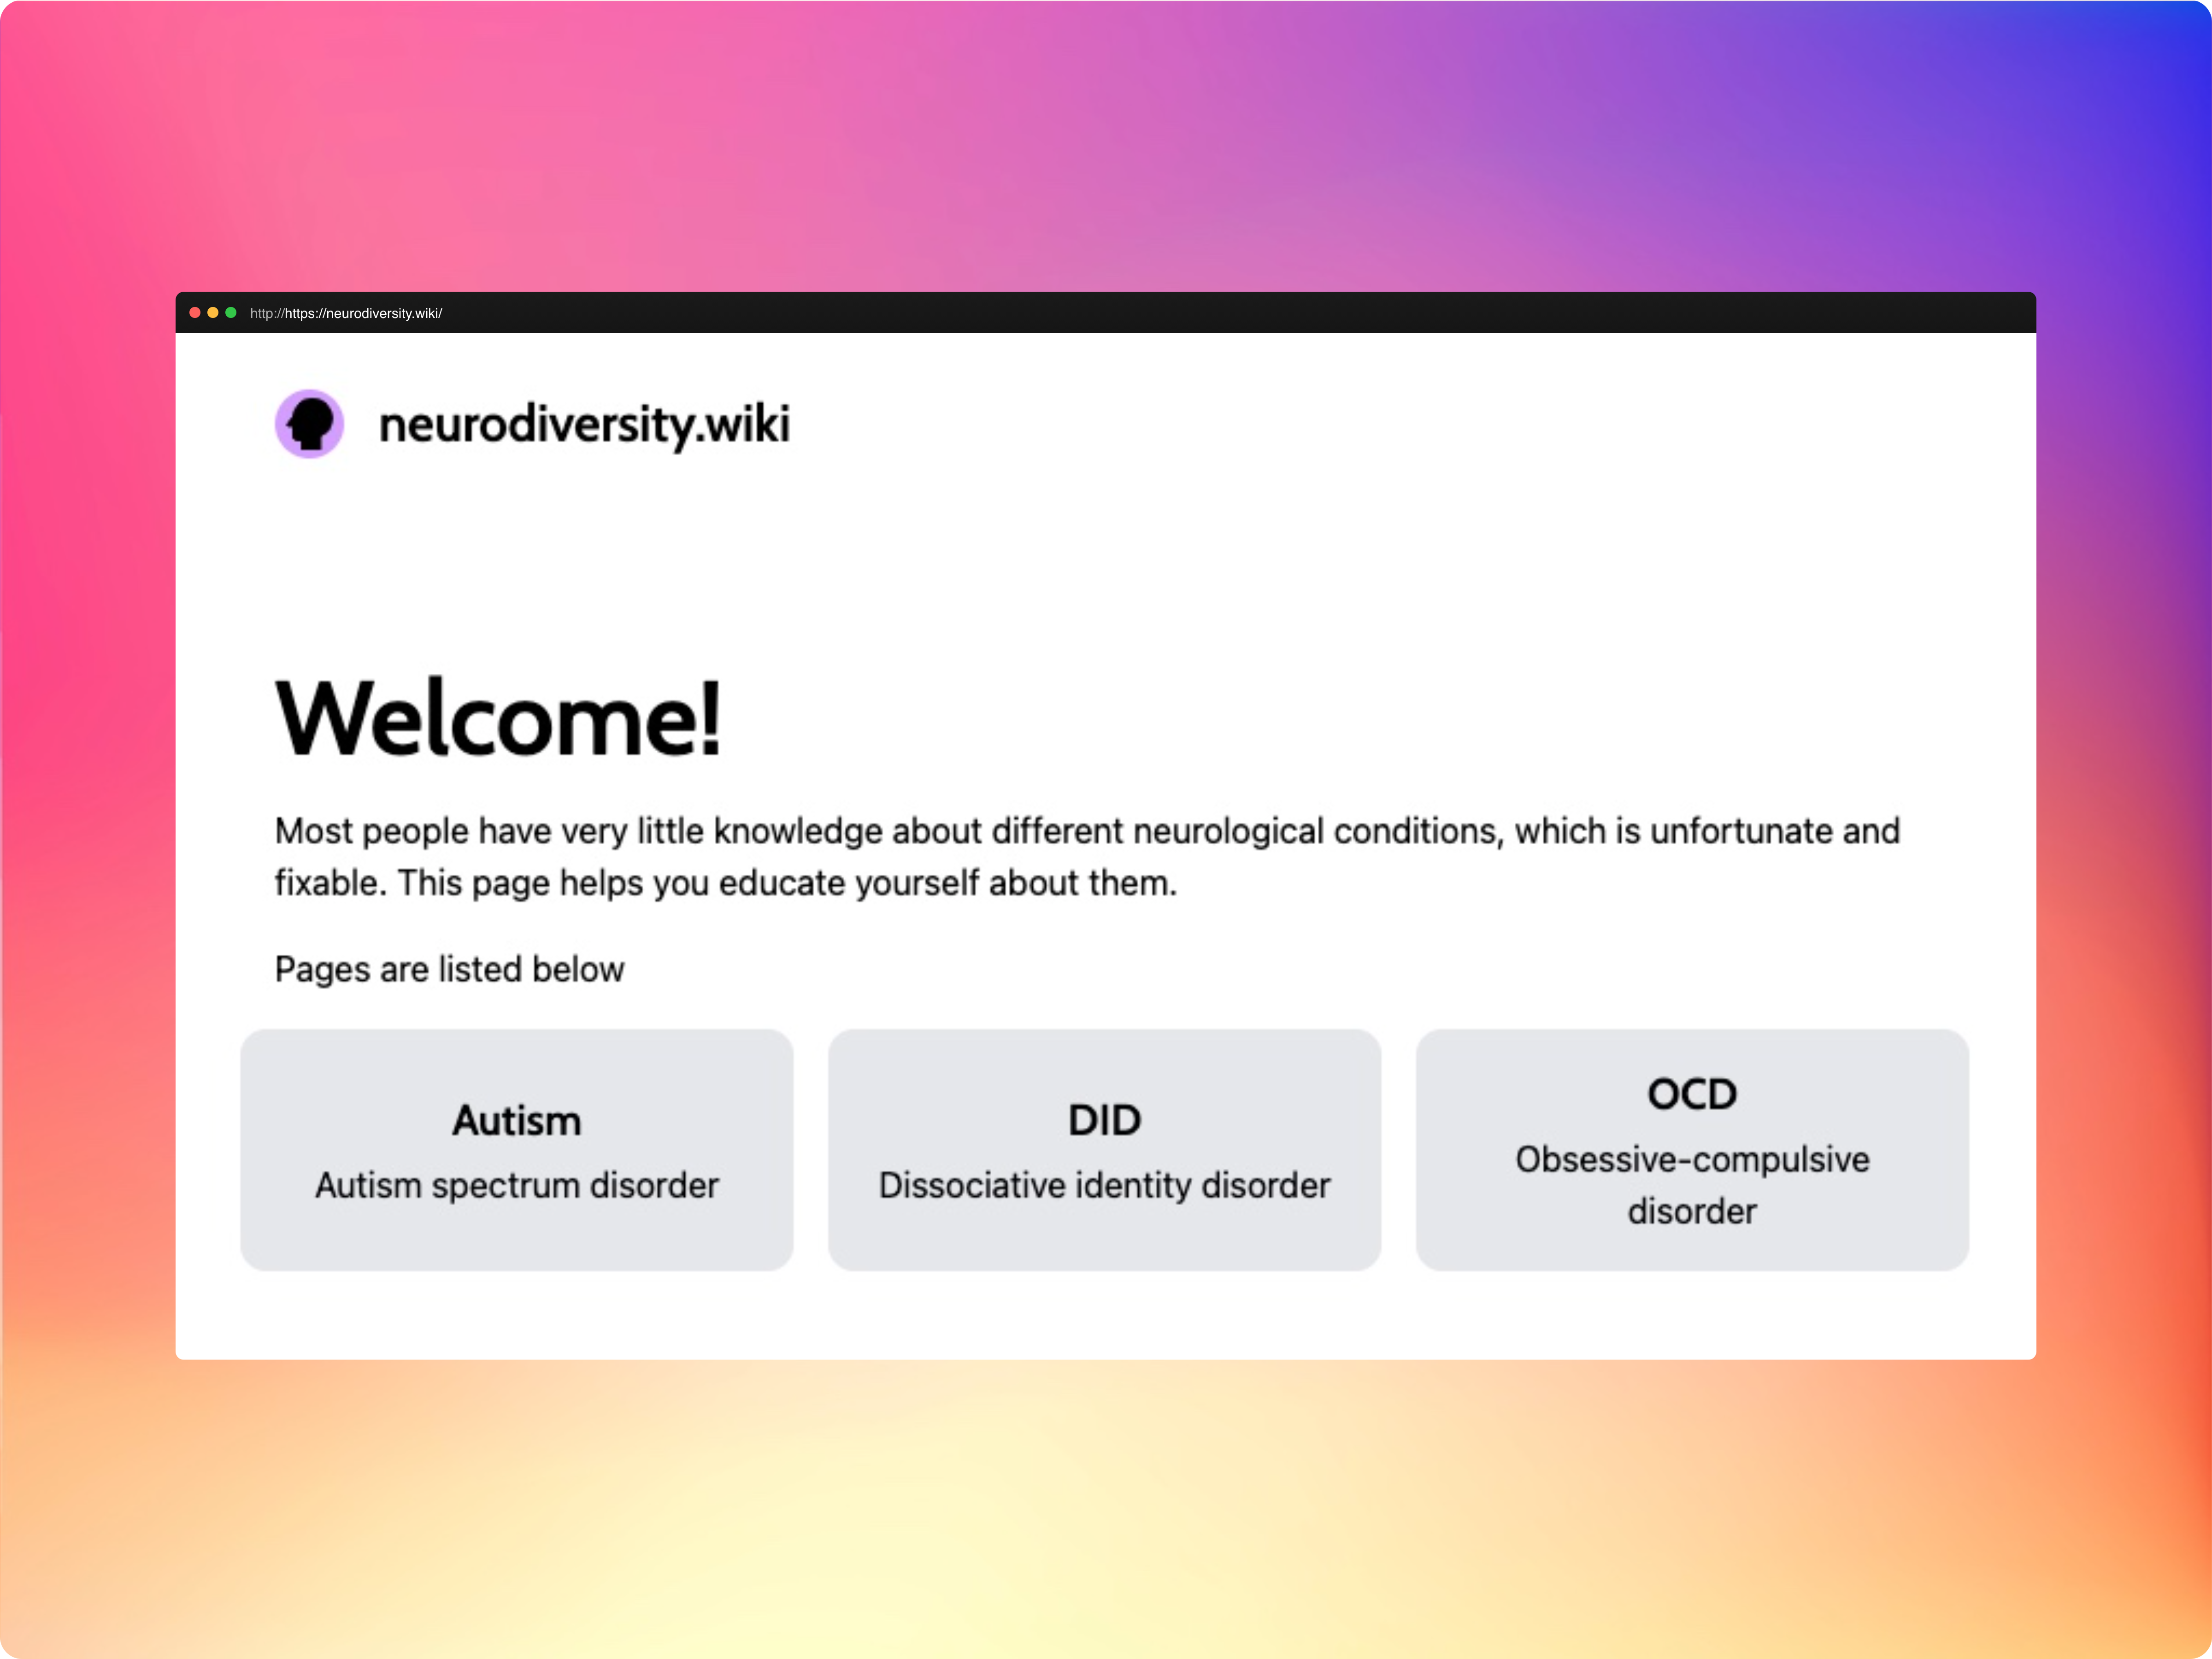 http://https://neurodiversity.wiki/
neurodiversity.wiki
Welcome!
Most people have very little knowledge about different neurological conditions, which is unfortunate and
fixable. This page helps you educate yourself about them.
Pages are listed below
Autism
Autism spectrum disorder
DID
Dissociative identity disorder
OCD
Obsessive-compulsive
disorder